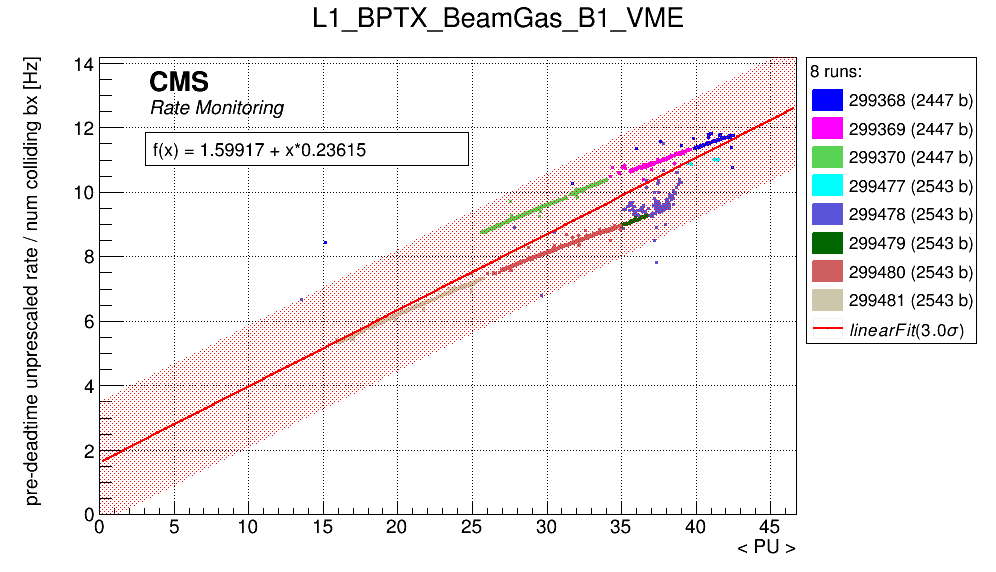 L1_BPTX_BeamGas_B1_VME
pre-deadtime unprescaled rate / num colliding bx [Hz]
CMS
Rate Monitoring
f(x) = 1.59917 + x*0.23615
14
12
10
8
6
4
2
0
0 5 10 15 20 25 30 35 40 45
< PU >
8 runs:
299368 (2447 b)
299369 (2447 b)
299370 (2447 b)
299477 (2543 b)
299478 (2543 b)
299479 (2543 b)
299480 (2543 b)
299481 (2543 b)
linearFit(3.0σ)